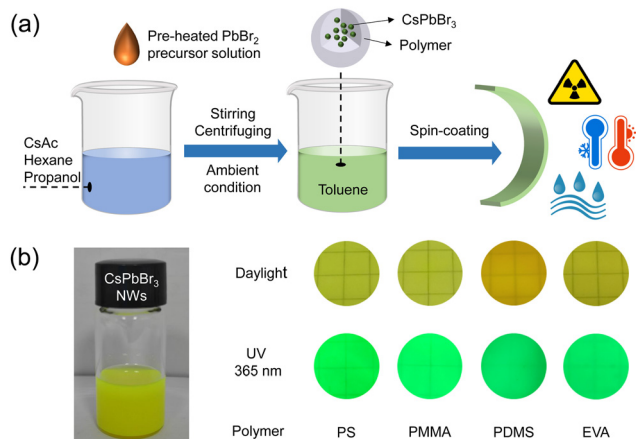 (a)
Pre-heated PbBr₂
precursor solution
CsPbBr₃
Polymer
CsAc
Hexane
Propanol
Stirring
Centrifuging
Ambient
condition
Toluene
Spin-coating
(b)
CsPbBr₃
NWs
Daylight
UV
365 nm
Polymer PS PMMA PDMS EVA